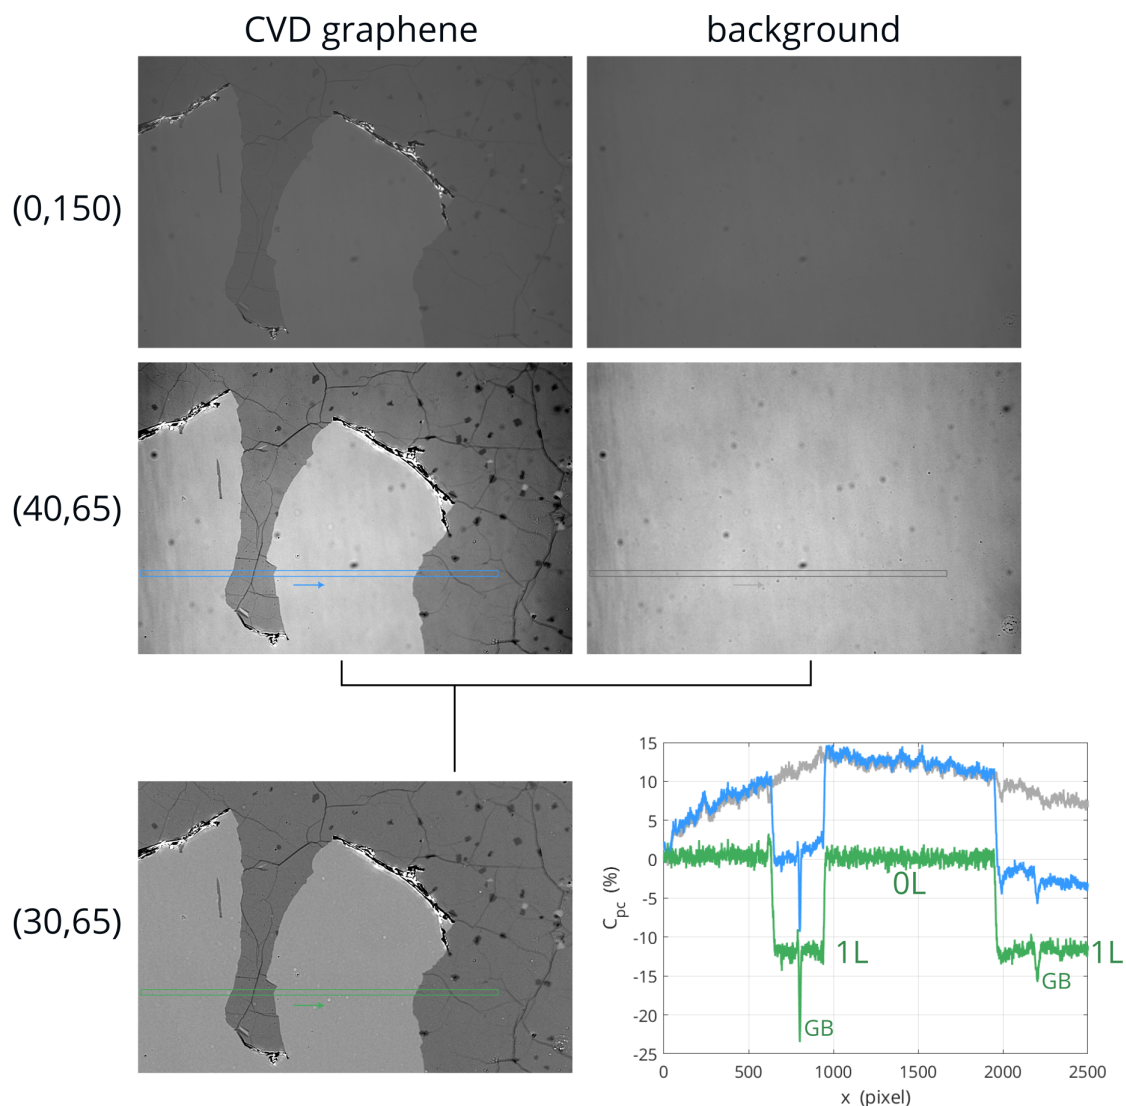 CVD graphene
background
(0,150)
(40,65)
(30,65)
15
10
5
0
-5
-10
-15
-20
-25
C_pc (%)
0L
1L
1L
GB
GB
0
500
1000
1500
2000
2500
x (pixel)